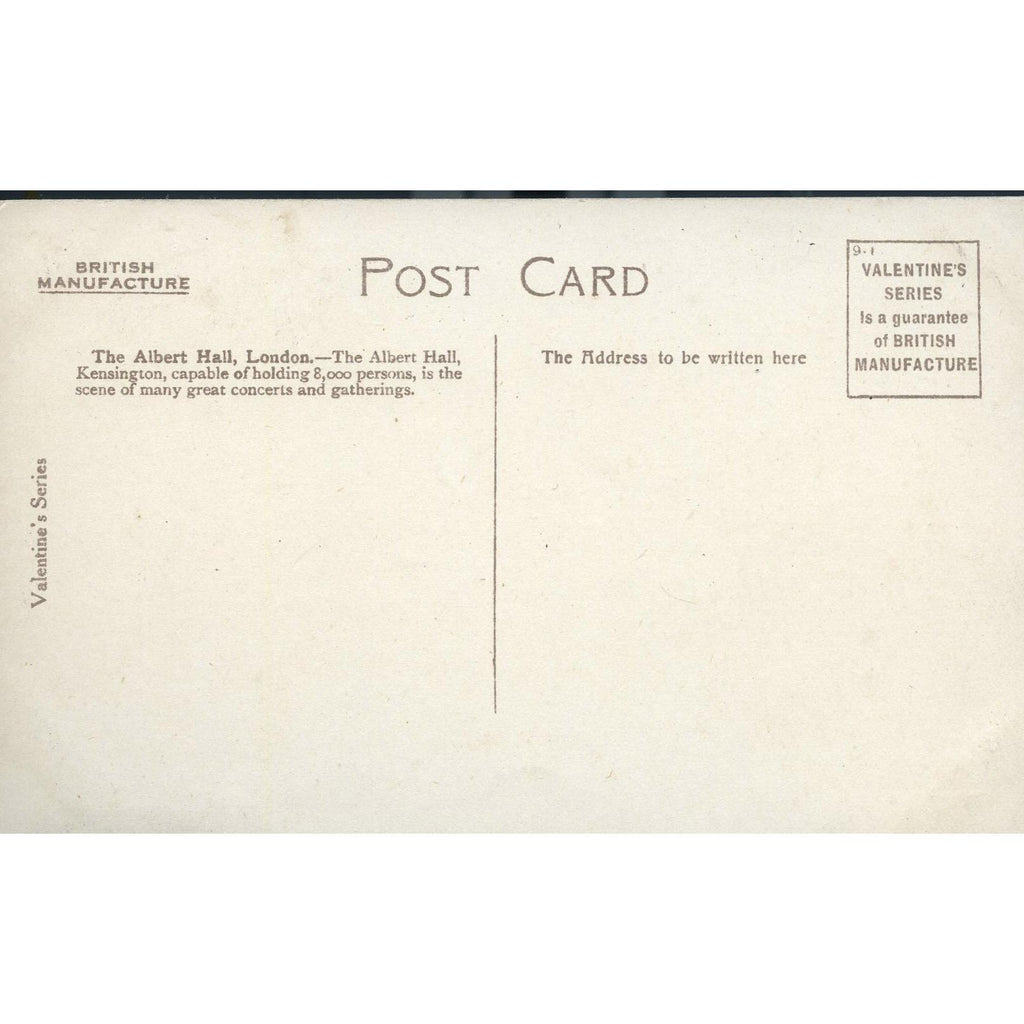 BRITISH
MANUFACTURE
POST CARD
9-1
VALENTINE'S
SERIES
Is a guarantee
of BRITISH
MANUFACTURE
The Albert Hall, London.—The Albert Hall,
Kensington, capable of holding 8,000 persons, is the
scene of many great concerts and gatherings.
The Address to be written here
Valentine's Series